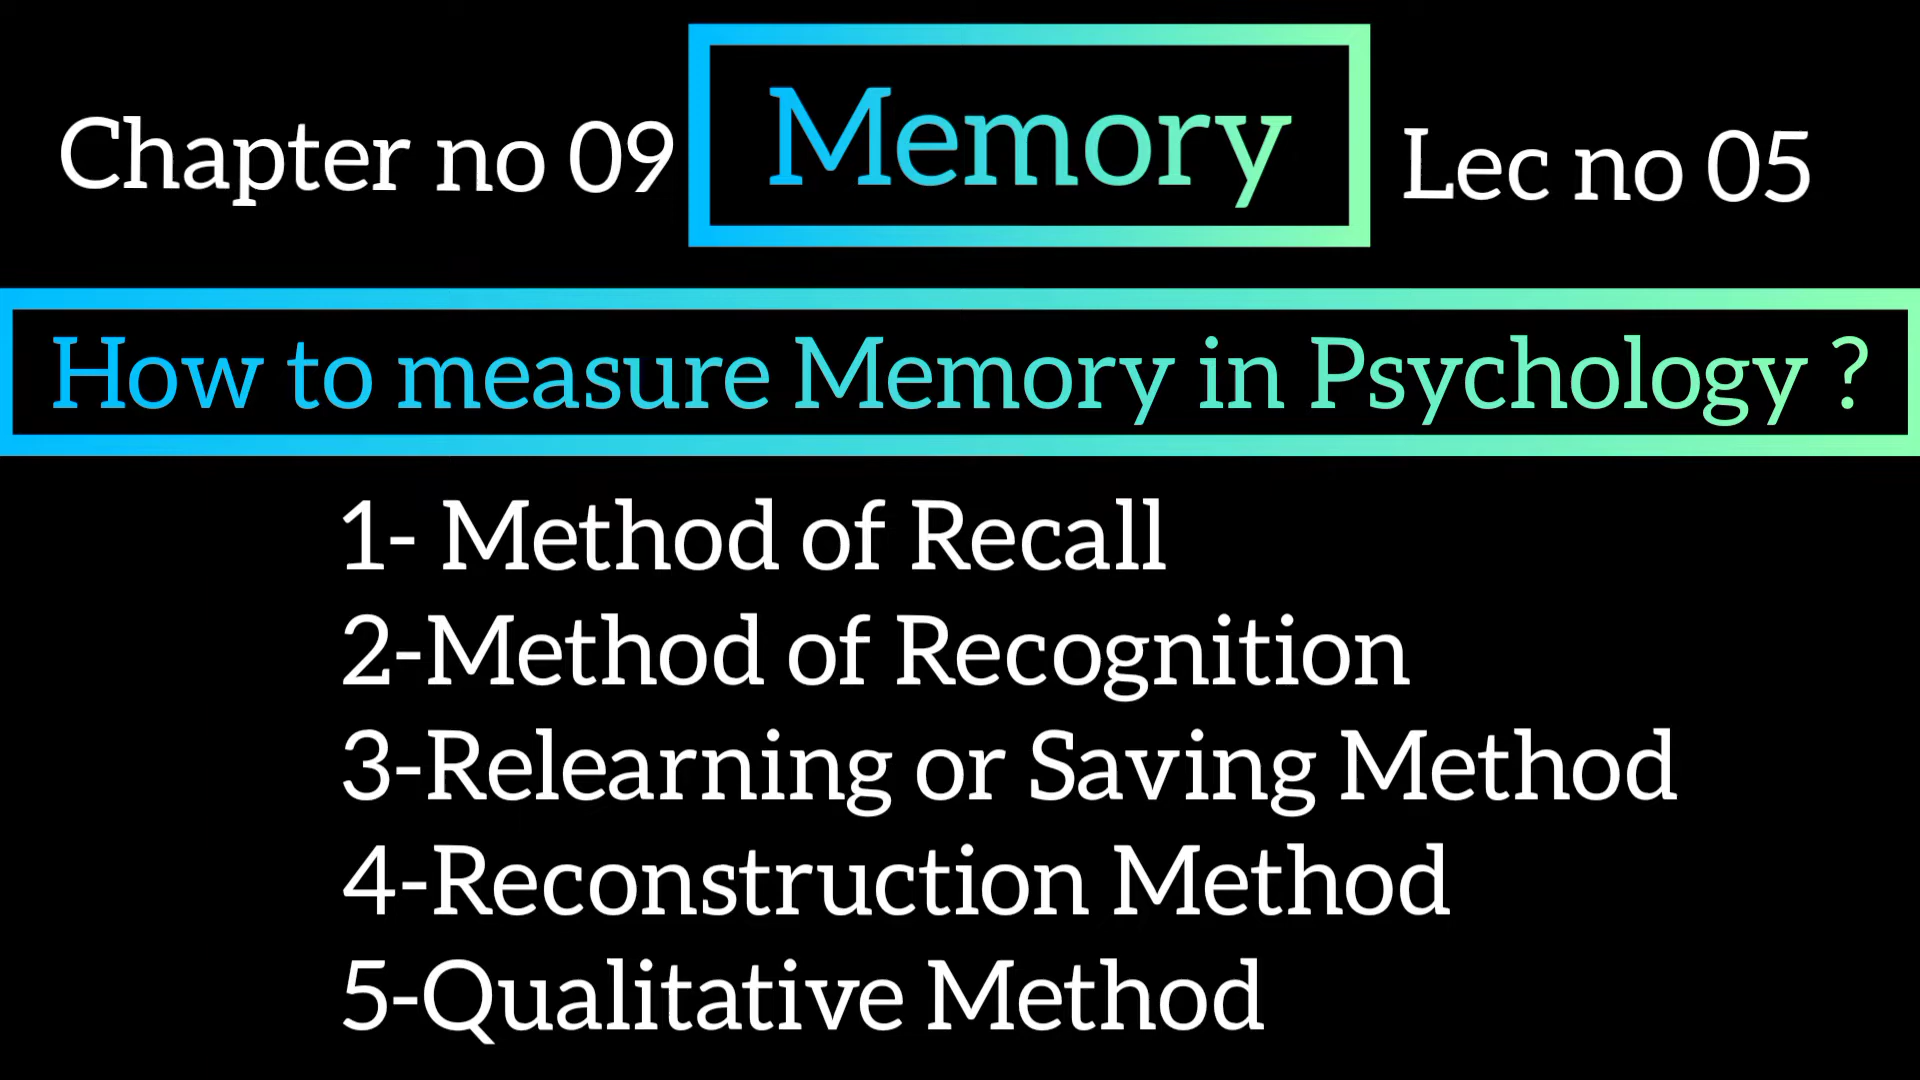 Chapter no 09 Memory Lec no 05
How to measure Memory in Psychology ?
1- Method of Recall
2-Method of Recognition
3-Relearning or Saving Method
4-Reconstruction Method
5-Qualitative Method